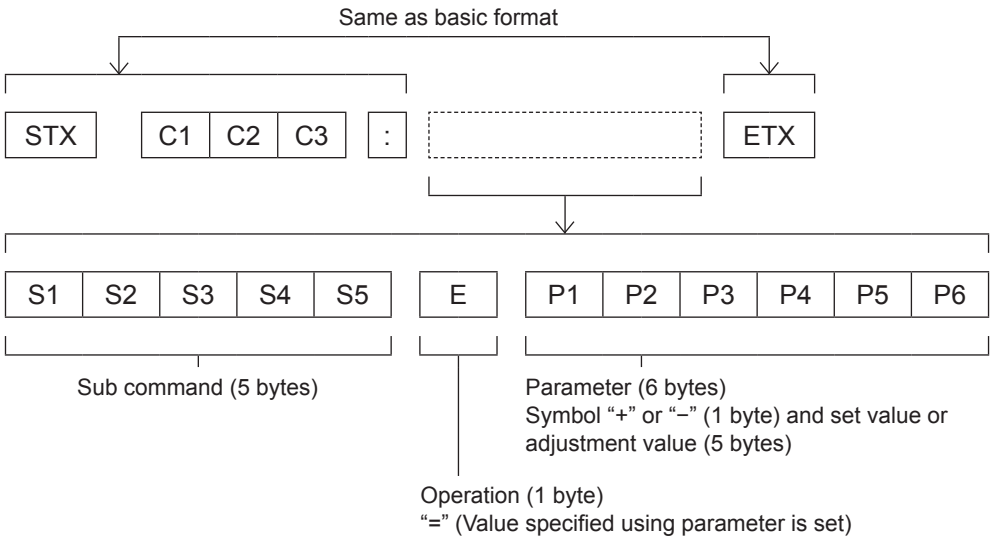 Same as basic format
STX C1 C2 C3 : ETX
S1 S2 S3 S4 S5 E P1 P2 P3 P4 P5 P6
Sub command (5 bytes)
Parameter (6 bytes)
Symbol “+” or “−” (1 byte) and set value or
adjustment value (5 bytes)
Operation (1 byte)
“=” (Value specified using parameter is set)